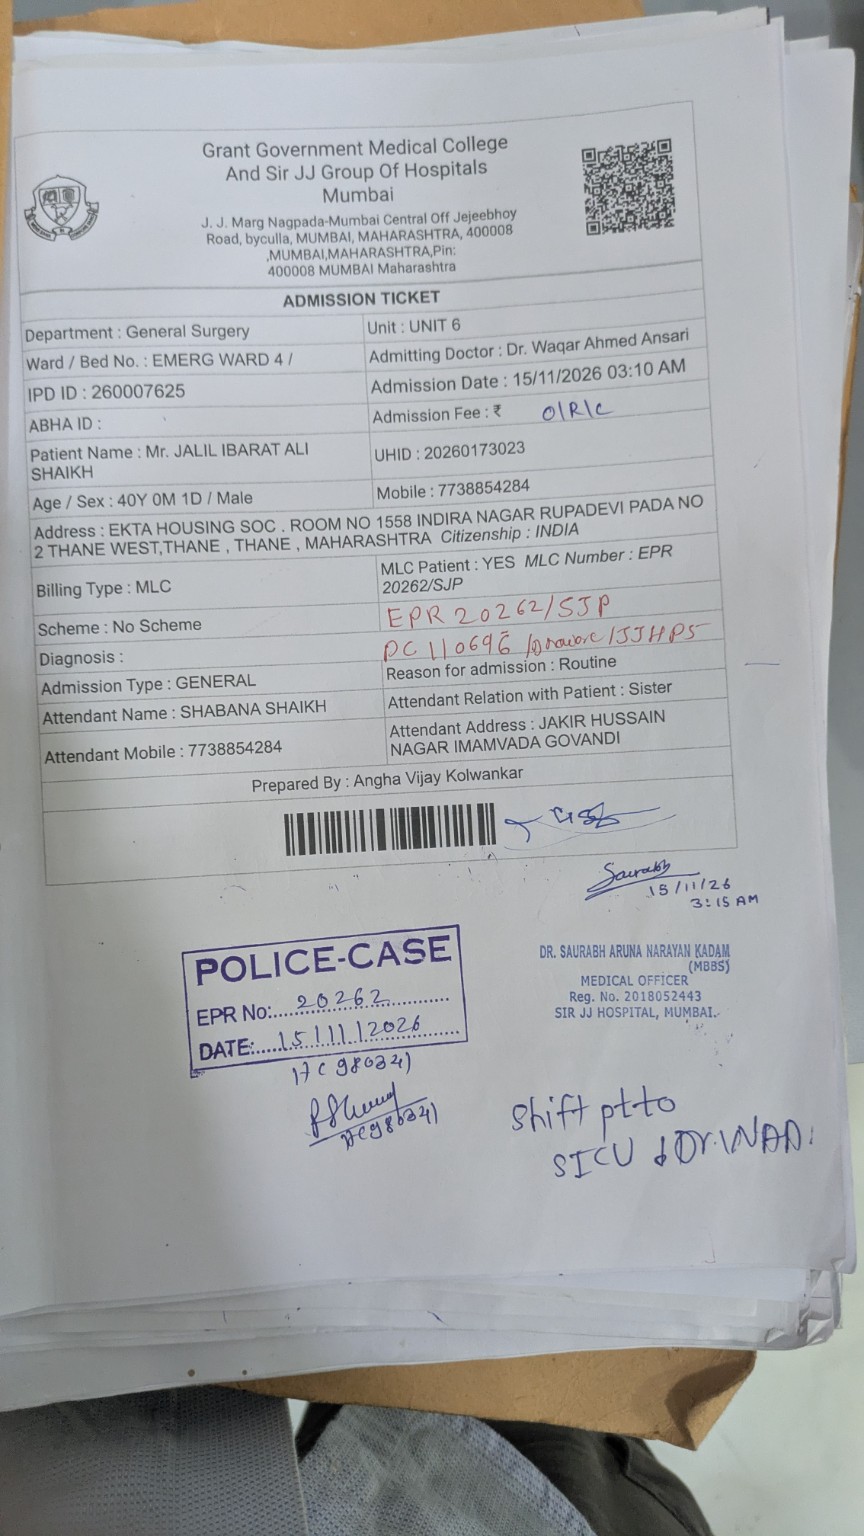 Grant Government Medical College
And Sir JJ Group Of Hospitals
Mumbai
J. J. Marg Nagpada-Mumbai Central Off Jejeebhoy
Road, byculla, MUMBAI, MAHARASHTRA, 400008
,MUMBAI,MAHARASHTRA,Pin:
400008 MUMBAI Maharashtra
ADMISSION TICKET
Department : General Surgery
Unit : UNIT 6
Ward / Bed No. : EMERG WARD 4 /
Admitting Doctor : Dr. Waqar Ahmed Ansari
IPD ID : 260007625
Admission Date : 15/11/2026 03:10 AM
ABHA ID :
Admission Fee : ₹ O|R|C
Patient Name : Mr. JALIL IBARAT ALI
SHAIKH
UHID : 20260173023
Age / Sex : 40Y 0M 1D / Male
Mobile : 7738854284
Address : EKTA HOUSING SOC . ROOM NO 1558 INDIRA NAGAR RUPADEVI PADA NO
2 THANE WEST,THANE , THANE , MAHARASHTRA Citizenship : INDIA
Billing Type : MLC
MLC Patient : YES MLC Number : EPR
20262/SJP
Scheme : No Scheme
EPR 20262/SJP
Diagnosis :
PC 110696 /JJHPS
Admission Type : GENERAL
Reason for admission : Routine
Attendant Name : SHABANA SHAIKH
Attendant Relation with Patient : Sister
Attendant Mobile : 7738854284
Attendant Address : JAKIR HUSSAIN
NAGAR IMAMVADA GOVANDI
Prepared By : Angha Vijay Kolwankar
Saurabh
15/11/26
3:15 AM
POLICE-CASE
EPR No:...20262
DATE:...15/11/2026
DR. SAURABH ARUNA NARAYAN KADAM
(MBBS)
MEDICAL OFFICER
Reg. No. 2018052443
SIR JJ HOSPITAL, MUMBAI.
Shift pt to
SICU